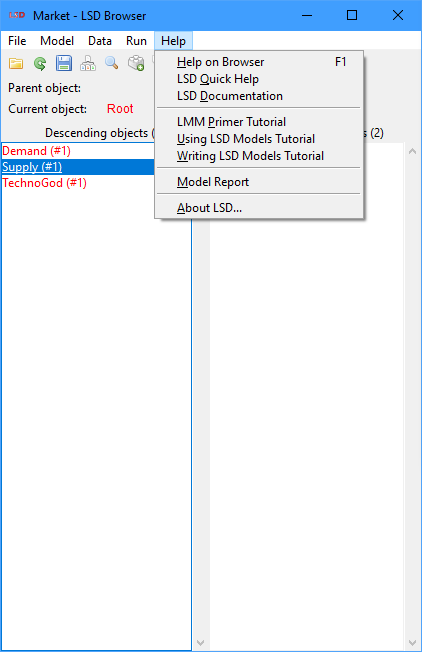 LSD Market - LSD Browser
File Model Data Run Help
Help on Browser F1
LSD Quick Help
Parent object:
LSD Documentation
Current object: Root
LMM Primer Tutorial
Descending objects ( (2)
Using LSD Models Tutorial
Demand (#1)
Writing LSD Models Tutorial
Supply (#1)
TechnoGod (#1)
Model Report
About LSD...